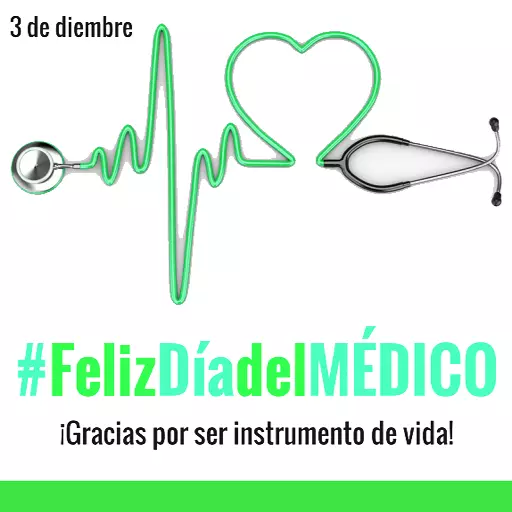 3 de diembre
#FelizDíadelMÉDICO
¡Gracias por ser instrumento de vida!